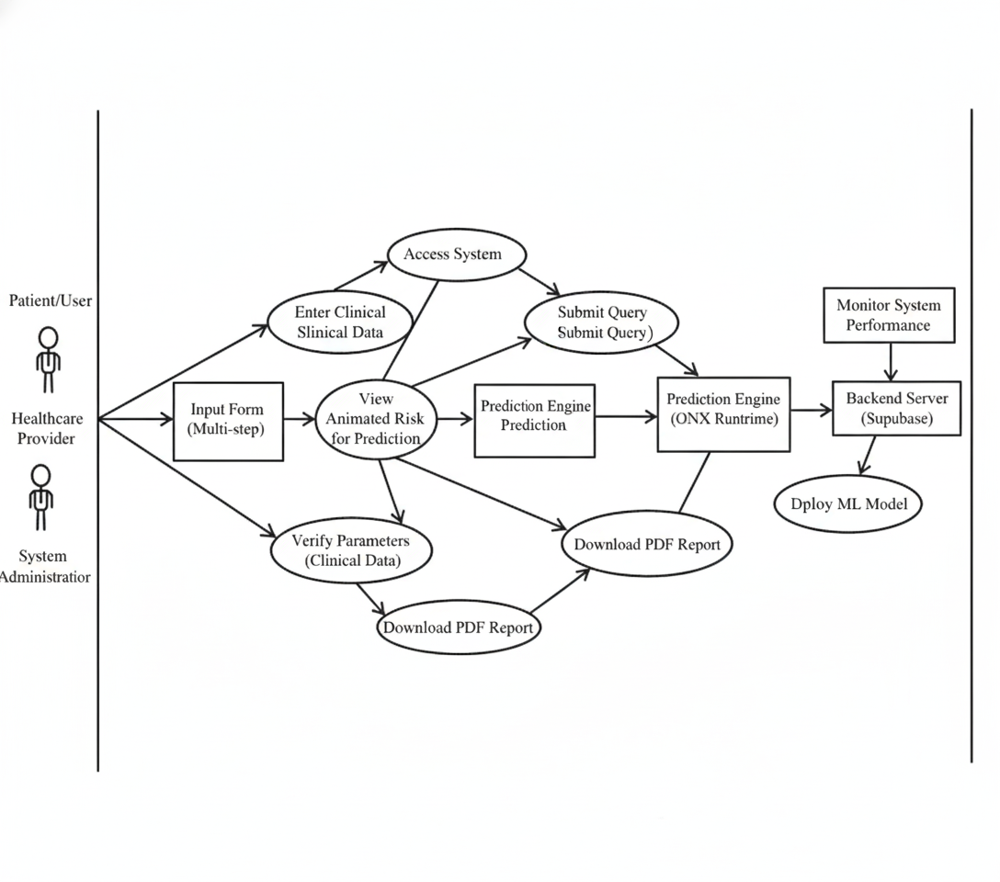 Patient/User
Healthcare
Provider
System
Administratior
Access System
Enter Clinical
Slinical Data
Submit Query
Submit Query)
Monitor System
Performance
Input Form
(Multi-step)
View
Animated Risk
for Prediction
Prediction Engine
Prediction
Prediction Engine
(ONX Runtrime)
Backend Server
(Supubase)
Dploy ML Model
Verify Parameters
(Clinical Data)
Download PDF Report
Download PDF Report